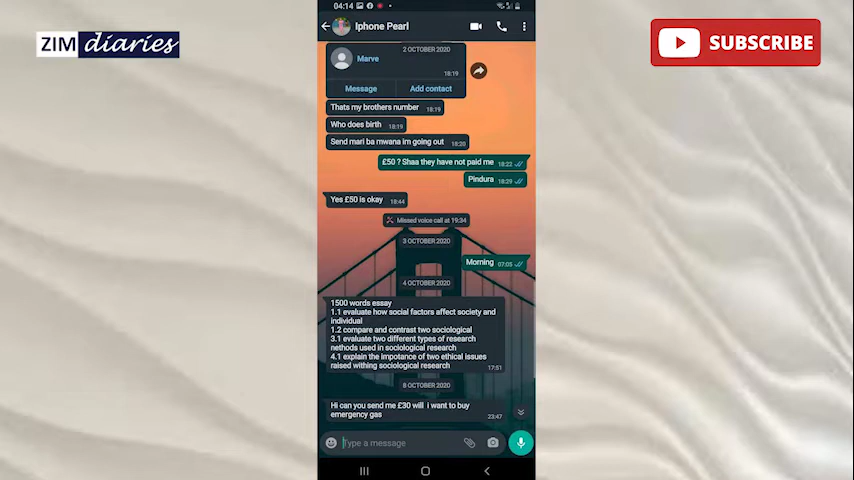 ZIM diaries
SUBSCRIBE
04:14
Iphone Pearl
2 OCTOBER 2020
Marve
18:19
Message Add contact
Thats my brothers number 18:19
Who does birth 18:19
Send mari ba mwana im going out 18:20
£50 ? Shaa they have not paid me 18:22
Pindura 18:29
Yes £50 is okay 18:44
Missed voice call at 19:34
3 OCTOBER 2020
Morning 07:05
4 OCTOBER 2020
1500 words essay
1.1 evaluate how social factors affect society and
individual
1.2 compare and contrast two sociological
3.1 evaluate two different types of research
nethods used in sociological research
4.1 explain the impotance of two ethical issues
raised withing sociological research 17:51
8 OCTOBER 2020
Hi can you send me £30 will i want to buy
emergency gas 23:47
Type a message